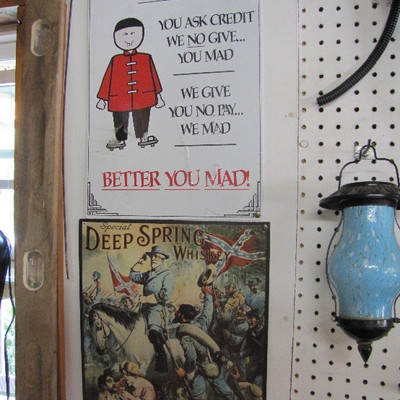 YOU ASK CREDIT
WE NO GIVE...
YOU MAD
WE GIVE
YOU NO PAY...
WE MAD
BETTER YOU MAD!
Special
DEEP SPRING
WHISKEY